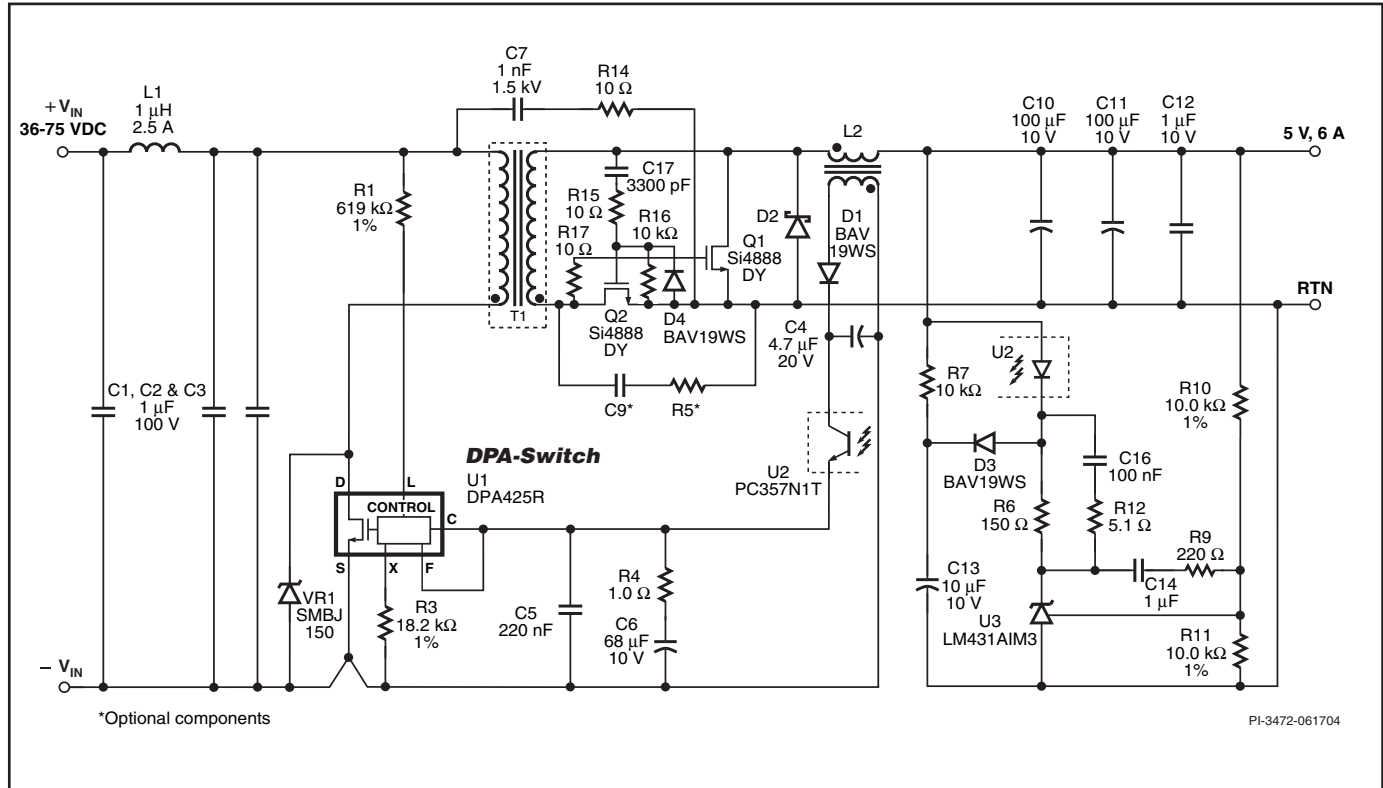 C7
1 nF
1.5 kV
R14
10 Ω
+ VIN
36-75 VDC
L1
1 µH
2.5 A
C10
100 µF
10 V
C11
100 µF
10 V
C12
1 µF
10 V
5 V, 6 A
L2
R1
619 kΩ
1%
C17
3300 pF
R15
10 Ω
R16
10 kΩ
R17
10 Ω
Q1
Si4888
DY
D2
D1
BAV
19WS
T1
Q2
Si4888
DY
D4
BAV19WS
C4
4.7 µF
20 V
RTN
C1, C2 & C3
1 µF
100 V
C9*
R5*
U2
PC357N1T
R7
10 kΩ
U2
R10
10.0 kΩ
1%
D3
BAV19WS
C16
100 nF
R6
150 Ω
R12
5.1 Ω
R9
220 Ω
C14
1 µF
C13
10 µF
10 V
U3
LM431AIM3
R11
10.0 kΩ
1%
DPA-Switch
U1
DPA425R
D
L
CONTROL
C
S
X
F
VR1
SMBJ
150
R3
18.2 kΩ
1%
C5
220 nF
R4
1.0 Ω
C6
68 µF
10 V
− VIN
*Optional components
PI-3472-061704